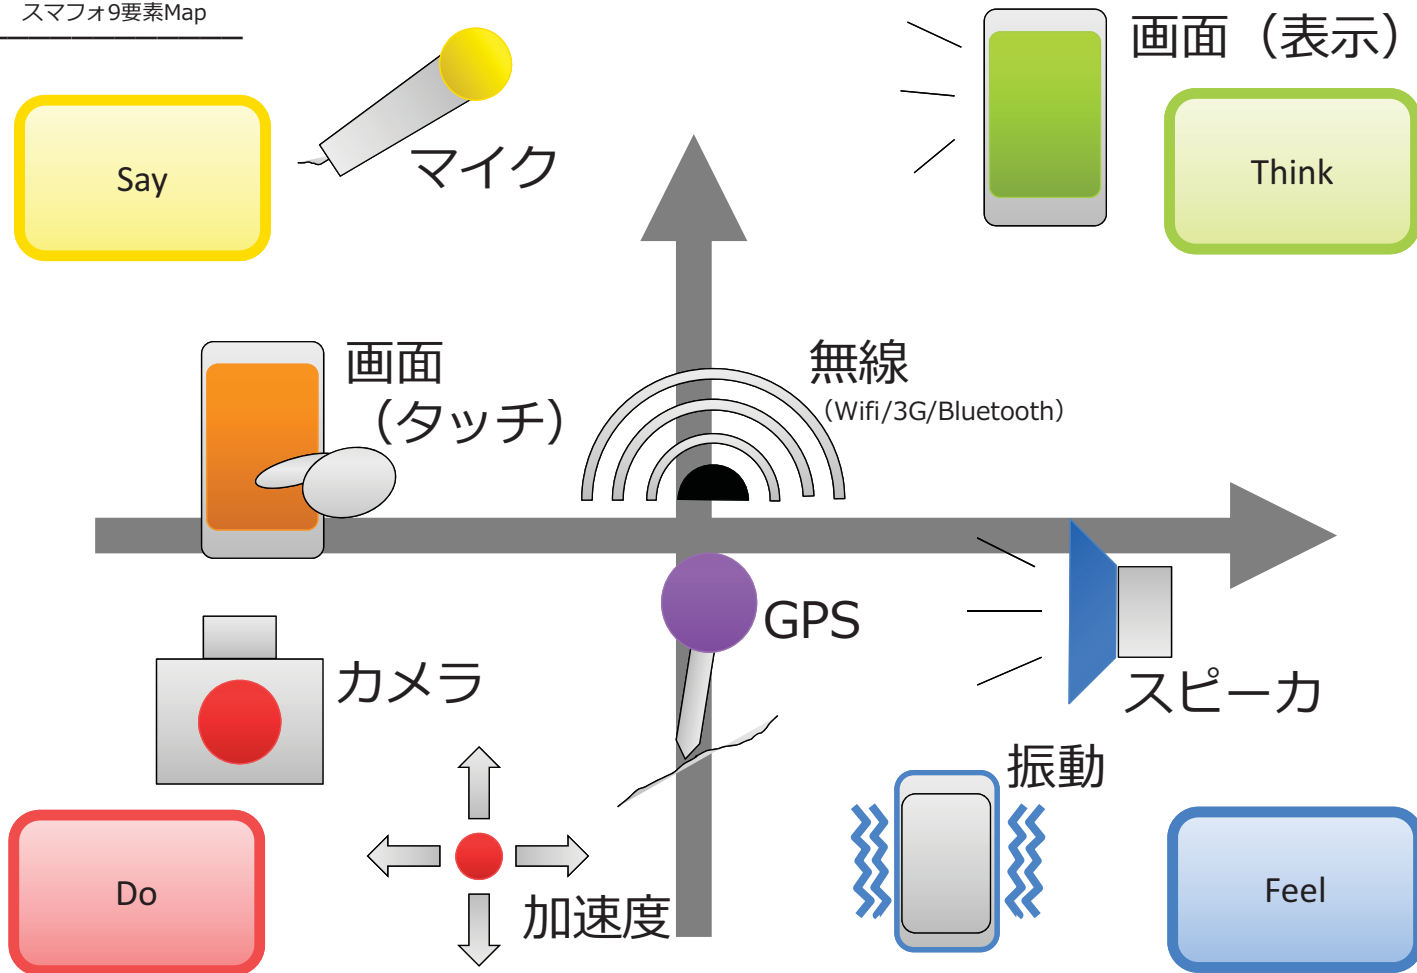 スマフォ9要素Map
画面（表示）
Say
マイク
Think
画面
（タッチ）
無線
（Wifi/3G/Bluetooth）
GPS
カメラ
スピーカ
振動
Do
加速度
Feel